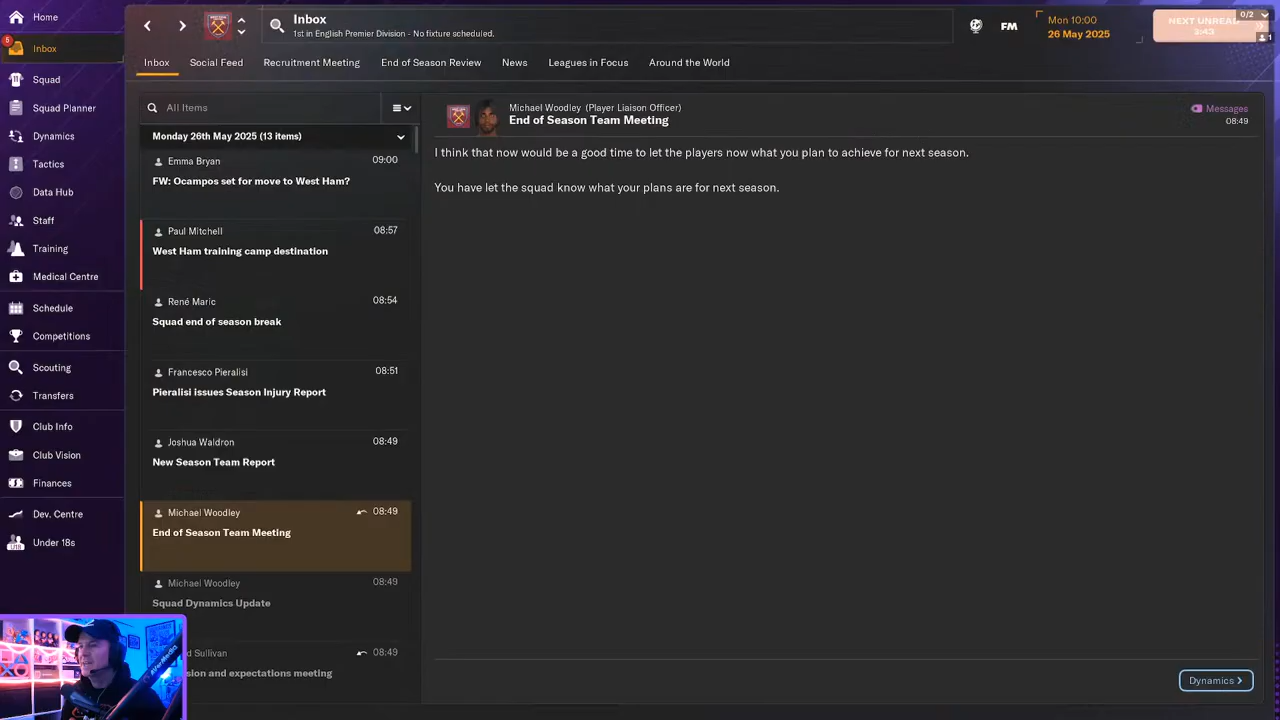 Home
Inbox
1st in English Premier Division - No fixture scheduled.
FM
Mon 10:00
26 May 2025
NEXT UNREAD
3:43
0/2
1
5
Inbox
Inbox
Social Feed
Recruitment Meeting
End of Season Review
News
Leagues in Focus
Around the World
Squad
Squad Planner
Dynamics
Tactics
Data Hub
Staff
Training
Medical Centre
Schedule
Competitions
Scouting
Transfers
Club Info
Club Vision
Finances
Dev. Centre
Under 18s
All Items
Monday 26th May 2025 (13 items)
Emma Bryan 09:00
FW: Ocampos set for move to West Ham?
Paul Mitchell 08:57
West Ham training camp destination
René Maric 08:54
Squad end of season break
Francesco Pieralisi 08:51
Pieralisi issues Season Injury Report
Joshua Waldron 08:49
New Season Team Report
Michael Woodley 08:49
End of Season Team Meeting
Michael Woodley 08:49
Squad Dynamics Update
Sullivan 08:49
and expectations meeting
Michael Woodley (Player Liaison Officer)
End of Season Team Meeting
Messages
08:49
I think that now would be a good time to let the players now what you plan to achieve for next season.
You have let the squad know what your plans are for next season.
Dynamics >